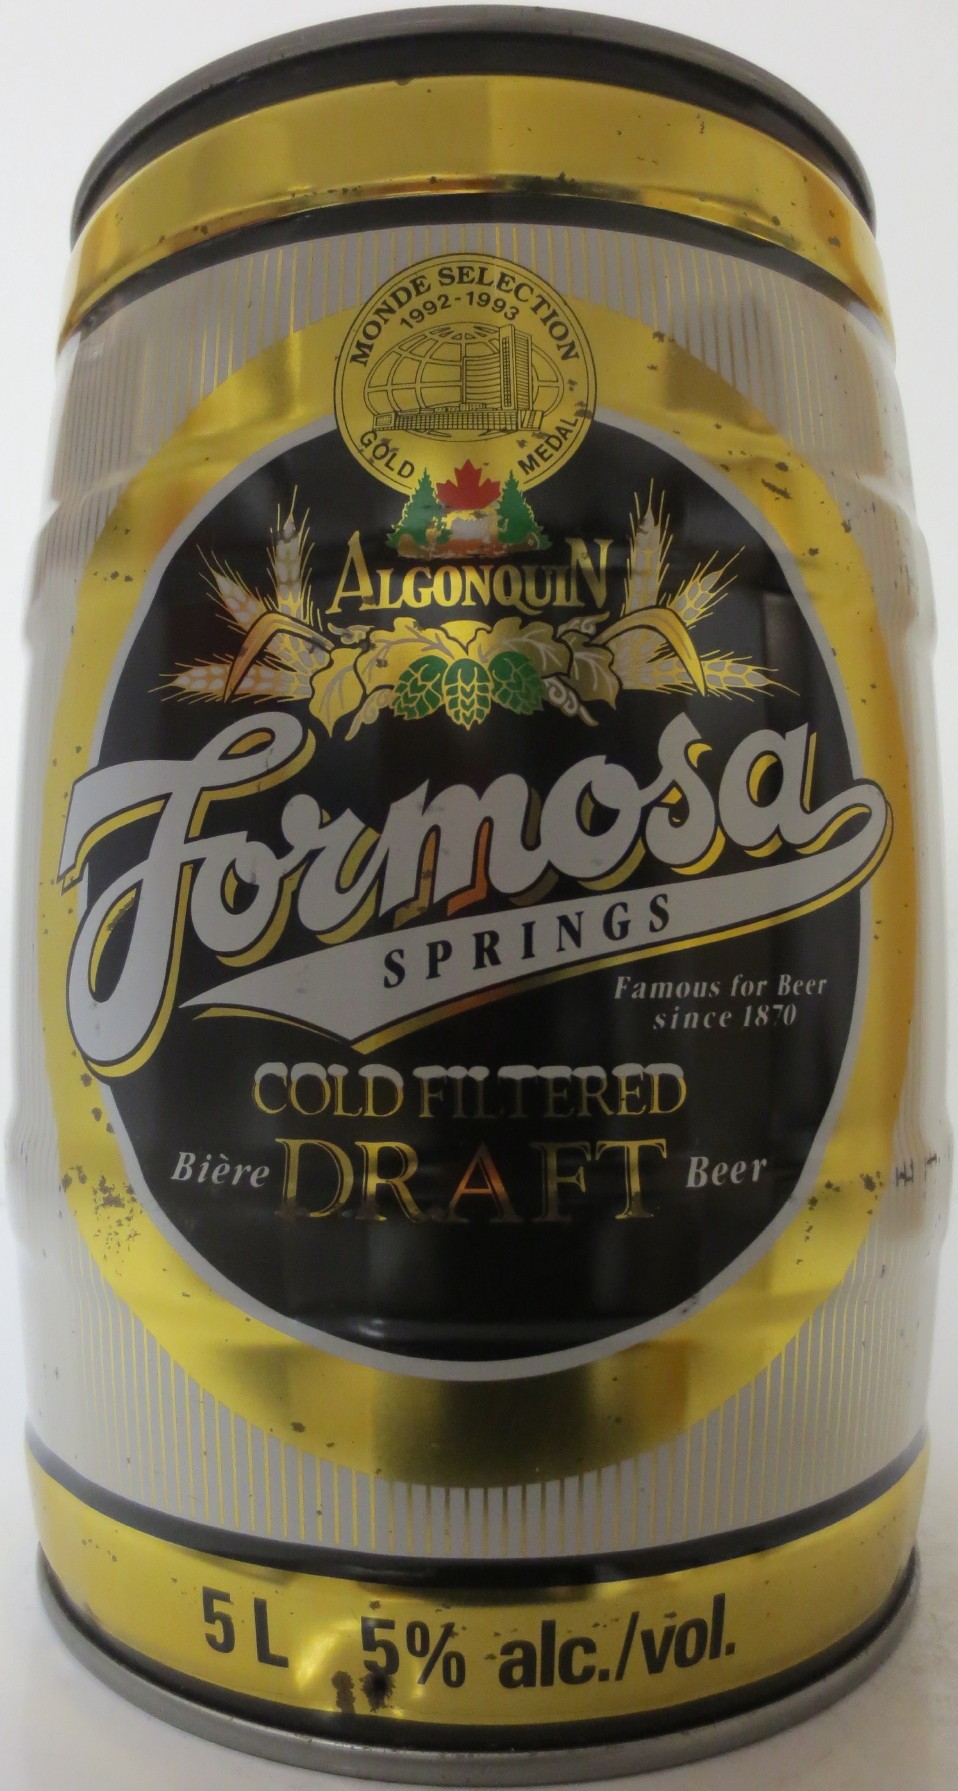 MONDE SELECTION
1992-1993
GOLD MEDAL
ALGONQUIN
Formosa
SPRINGS
Famous for Beer
since 1870
COLD FILTERED
Bière DRAFT Beer
5 L 5% alc./vol.